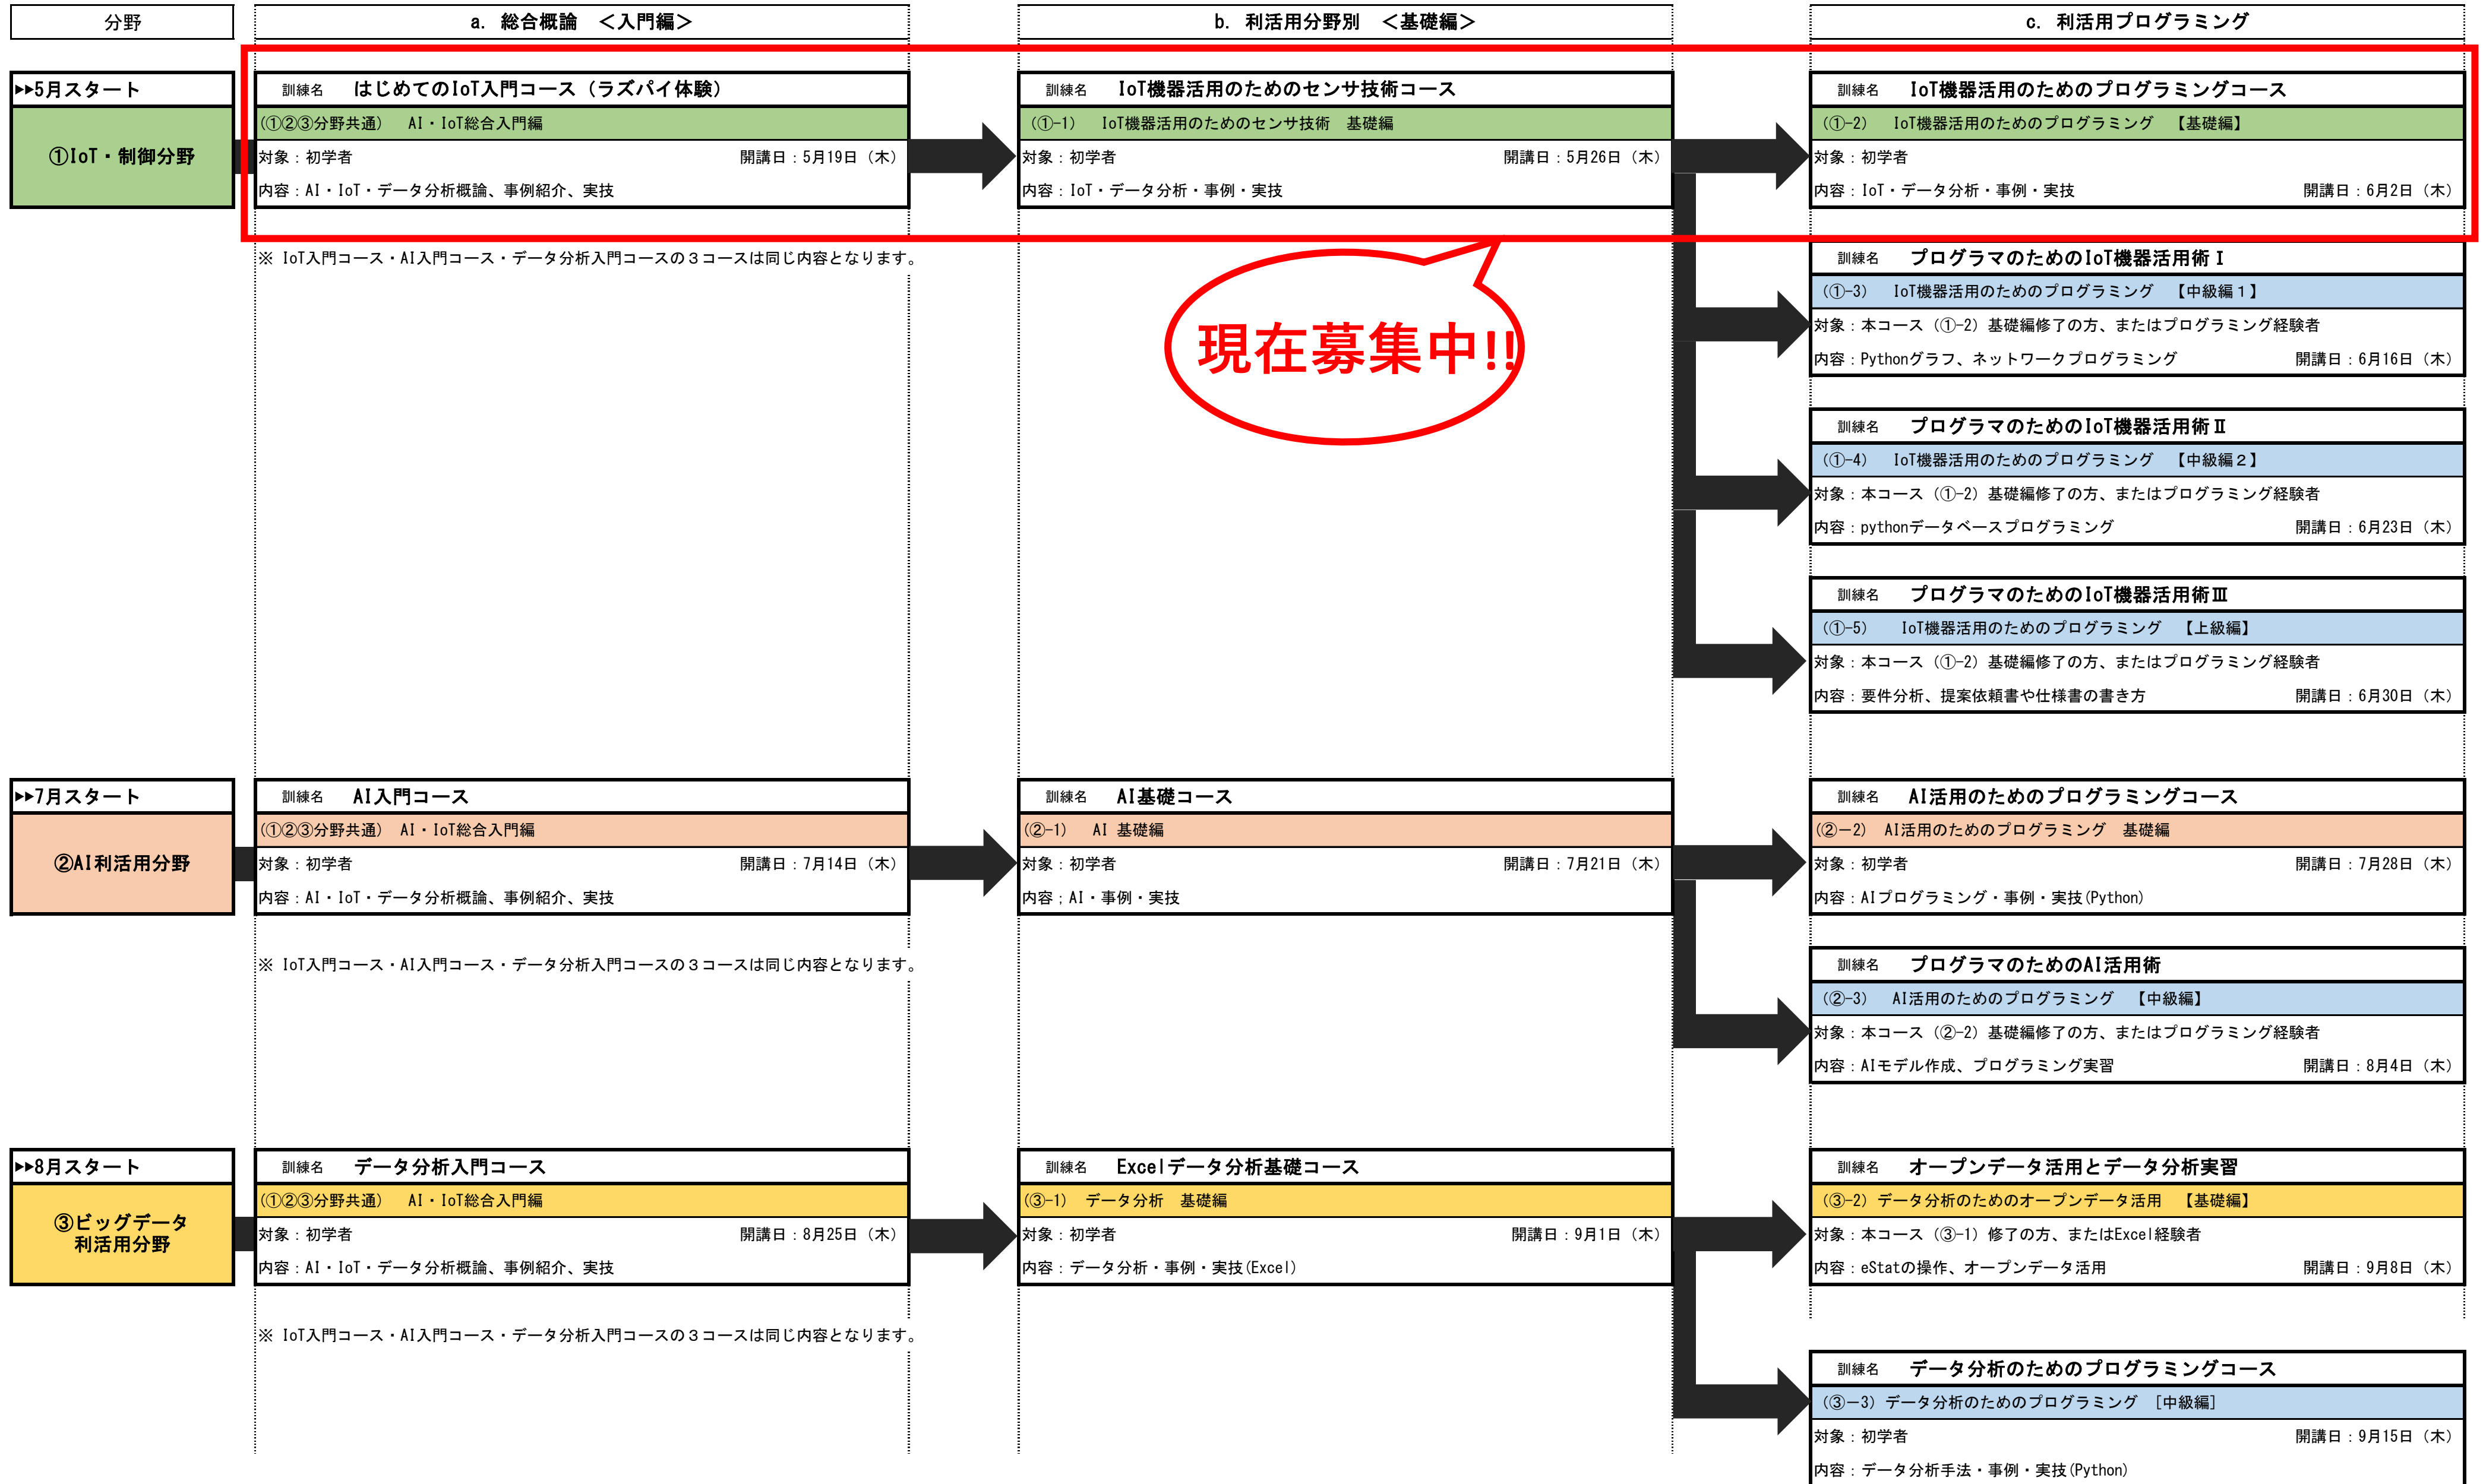 分野
a. 総合概論 ＜入門編＞
b. 利活用分野別 ＜基礎編＞
c. 利活用プログラミング
▶▶5月スタート
①IoT・制御分野
訓練名 はじめてのIoT入門コース（ラズパイ体験）
(①②③分野共通) AI・IoT総合入門編
対象：初学者 開講日：5月19日（木）
内容：AI・IoT・データ分析概論、事例紹介、実技
※ IoT入門コース・AI入門コース・データ分析入門コースの３コースは同じ内容となります。
訓練名 IoT機器活用のためのセンサ技術コース
(①-1) IoT機器活用のためのセンサ技術 基礎編
対象：初学者 開講日：5月26日（木）
内容：IoT・データ分析・事例・実技
現在募集中!!
訓練名 IoT機器活用のためのプログラミングコース
(①-2) IoT機器活用のためのプログラミング 【基礎編】
対象：初学者
内容：IoT・データ分析・事例・実技 開講日：6月2日（木）
訓練名 プログラマのためのIoT機器活用術Ⅰ
(①-3) IoT機器活用のためのプログラミング 【中級編１】
対象：本コース（①-2）基礎編修了の方、またはプログラミング経験者
内容：Pythonグラフ、ネットワークプログラミング 開講日：6月16日（木）
訓練名 プログラマのためのIoT機器活用術Ⅱ
(①-4) IoT機器活用のためのプログラミング 【中級編２】
対象：本コース（①-2）基礎編修了の方、またはプログラミング経験者
内容：pythonデータベースプログラミング 開講日：6月23日（木）
訓練名 プログラマのためのIoT機器活用術Ⅲ
(①-5) IoT機器活用のためのプログラミング 【上級編】
対象：本コース（①-2）基礎編修了の方、またはプログラミング経験者
内容：要件分析、提案依頼書や仕様書の書き方 開講日：6月30日（木）
▶▶7月スタート
②AI利活用分野
訓練名 AI入門コース
(①②③分野共通) AI・IoT総合入門編
対象：初学者 開講日：7月14日（木）
内容：AI・IoT・データ分析概論、事例紹介、実技
※ IoT入門コース・AI入門コース・データ分析入門コースの３コースは同じ内容となります。
訓練名 AI基礎コース
(②-1) AI 基礎編
対象：初学者 開講日：7月21日（木）
内容；AI・事例・実技
訓練名 AI活用のためのプログラミングコース
(②－2) AI活用のためのプログラミング 基礎編
対象：初学者 開講日：7月28日（木）
内容：AIプログラミング・事例・実技(Python)
訓練名 プログラマのためのAI活用術
(②-3) AI活用のためのプログラミング 【中級編】
対象：本コース（②-2）基礎編修了の方、またはプログラミング経験者
内容：AIモデル作成、プログラミング実習 開講日：8月4日（木）
▶▶8月スタート
③ビッグデータ
利活用分野
訓練名 データ分析入門コース
(①②③分野共通) AI・IoT総合入門編
対象：初学者 開講日：8月25日（木）
内容：AI・IoT・データ分析概論、事例紹介、実技
※ IoT入門コース・AI入門コース・データ分析入門コースの３コースは同じ内容となります。
訓練名 Excelデータ分析基礎コース
(③-1) データ分析 基礎編
対象：初学者 開講日：9月1日（木）
内容：データ分析・事例・実技(Excel)
訓練名 オープンデータ活用とデータ分析実習
(③-2) データ分析のためのオープンデータ活用 【基礎編】
対象：本コース（③-1）修了の方、またはExcel経験者
内容：eStatの操作、オープンデータ活用 開講日：9月8日（木）
訓練名 データ分析のためのプログラミングコース
(③－3) データ分析のためのプログラミング [中級編]
対象：初学者 開講日：9月15日（木）
内容：データ分析手法・事例・実技(Python)